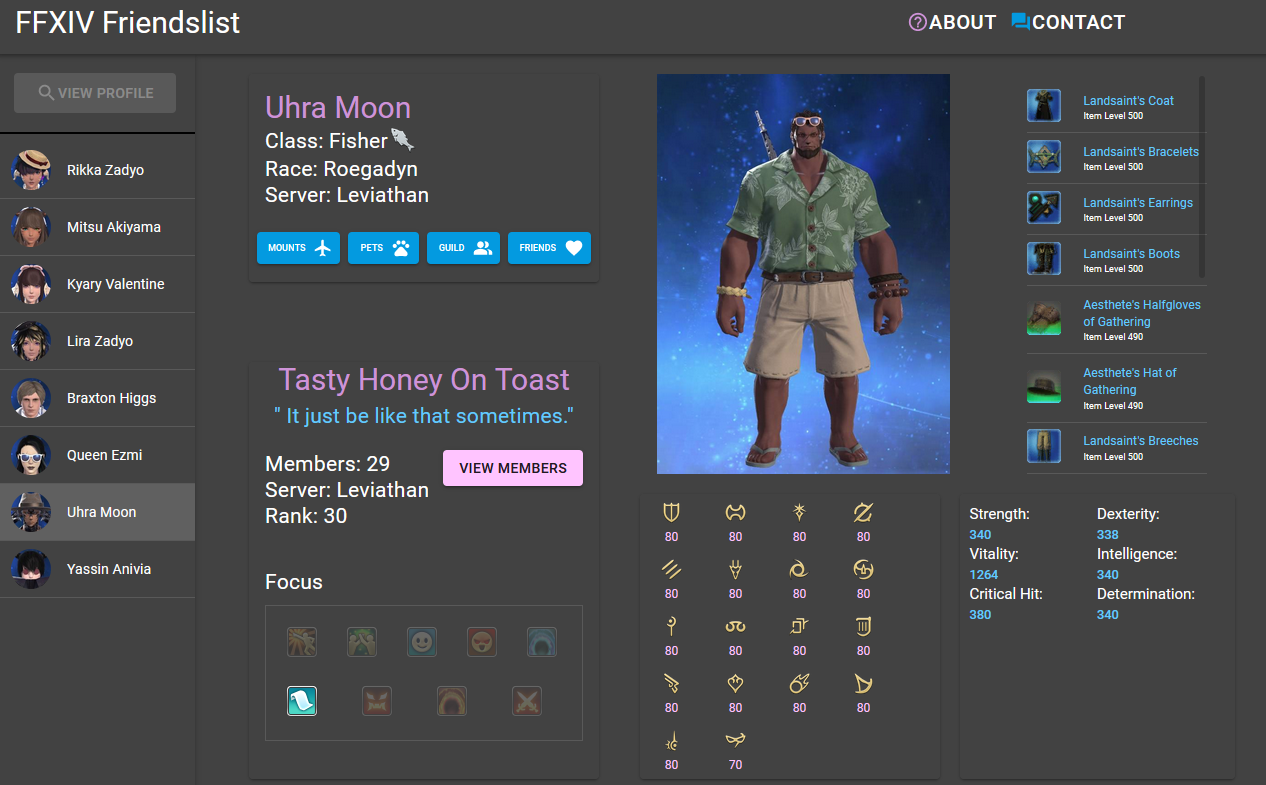 FFXIV Friendslist
ABOUT
CONTACT
VIEW PROFILE
Rikka Zadyo
Mitsu Akiyama
Kyary Valentine
Lira Zadyo
Braxton Higgs
Queen Ezmi
Uhra Moon
Yassin Anivia
Uhra Moon
Class: Fisher
Race: Roegadyn
Server: Leviathan
MOUNTS
PETS
GUILD
FRIENDS
Tasty Honey On Toast
" It just be like that sometimes."
Members: 29
VIEW MEMBERS
Server: Leviathan
Rank: 30
Focus
Landsaint's Coat
Item Level 500
Landsaint's Bracelets
Item Level 500
Landsaint's Earrings
Item Level 500
Landsaint's Boots
Item Level 500
Aesthete's Halfgloves
of Gathering
Item Level 490
Aesthete's Hat of
Gathering
Item Level 490
Landsaint's Breeches
Item Level 500
80 80 80 80
80 80 80 80
80 80 80 80
80 80 80 80
80 70
Strength:
340
Dexterity:
338
Vitality:
1264
Intelligence:
340
Critical Hit:
380
Determination:
340